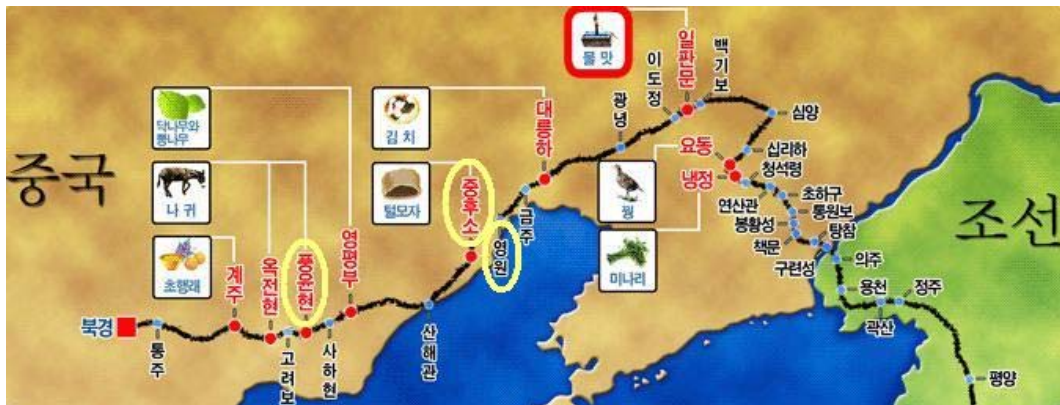 물 맛
일판문
백기보
이도정
광녕
대릉하
김 치
닥나무와
뽕나무
심양
중국
나 귀
털모자
중후소
금주
영원
요동
냉정
십리하
청석령
꿩
연산관
초하구
통원보
봉황성
탕참
책문
구련성
조선
초행래
계주
옥전현
풍윤현
영평부
미나리
의주
용천
정주
곽산
북경
통주
고려보
사하현
산해관
평양